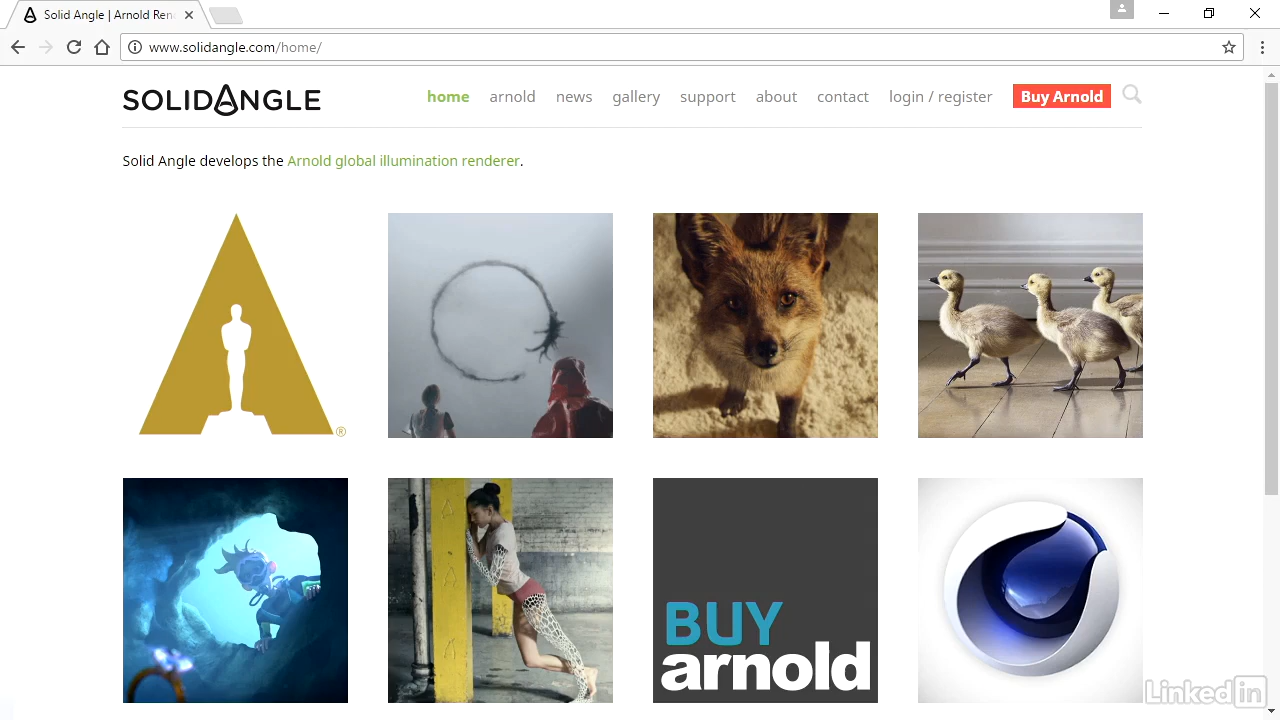 Solid Angle | Arnold Ren
www.solidangle.com/home/
SOLIDANGLE
home arnold news gallery support about contact login / register Buy Arnold
Solid Angle develops the Arnold global illumination renderer.
®
BUY
arnold
Linked in